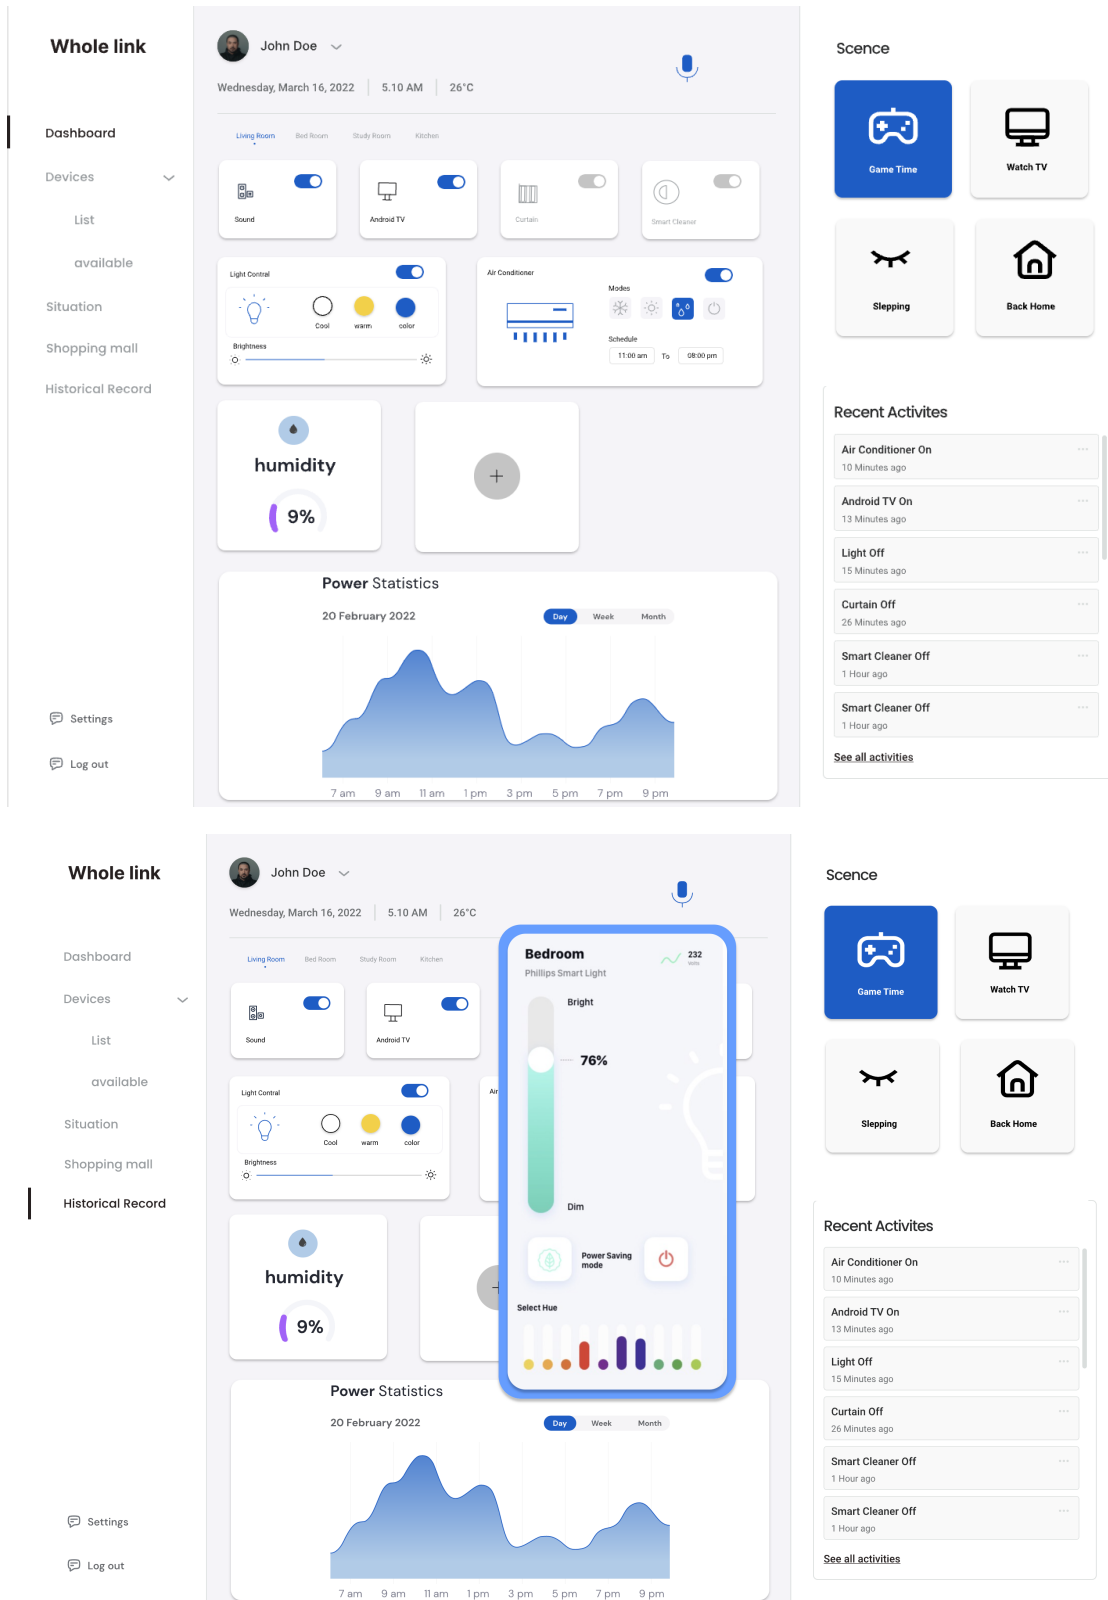 Whole link
Dashboard
Devices
List
available
Situation
Shopping mall
Historical Record
Settings
Log out
John Doe
Wednesday, March 16, 2022
5.10 AM
26°C
Living Room
Bed Room
Study Room
Kitchen
Sound
Android TV
Curtain
Smart Cleaner
Light Contral
Cool
warm
color
Brightness
Air Conditioner
Modes
Schedule
11:00 am To 08:00 pm
humidity
9%
Power Statistics
20 February 2022
Day Week Month
7 am 9 am 11 am 1 pm 3 pm 5 pm 7 pm 9 pm
Scence
Game Time
Watch TV
Slepping
Back Home
Recent Activites
Air Conditioner On
10 Minutes ago
Android TV On
13 Minutes ago
Light Off
15 Minutes ago
Curtain Off
26 Minutes ago
Smart Cleaner Off
1 Hour ago
Smart Cleaner Off
1 Hour ago
See all activities
Whole link
Dashboard
Devices
List
available
Situation
Shopping mall
Historical Record
Settings
Log out
John Doe
Wednesday, March 16, 2022
5.10 AM
26°C
Living Room
Bed Room
Study Room
Kitchen
Sound
Android TV
Light Contral
Cool
warm
color
Brightness
Air
humidity
9%
Bedroom
Phillips Smart Light
232
Bright
76%
Dim
Power Saving
mode
Select Hue
Power Statistics
20 February 2022
Day Week Month
7 am 9 am 11 am 1 pm 3 pm 5 pm 7 pm 9 pm
Scence
Game Time
Watch TV
Slepping
Back Home
Recent Activites
Air Conditioner On
10 Minutes ago
Android TV On
13 Minutes ago
Light Off
15 Minutes ago
Curtain Off
26 Minutes ago
Smart Cleaner Off
1 Hour ago
Smart Cleaner Off
1 Hour ago
See all activities